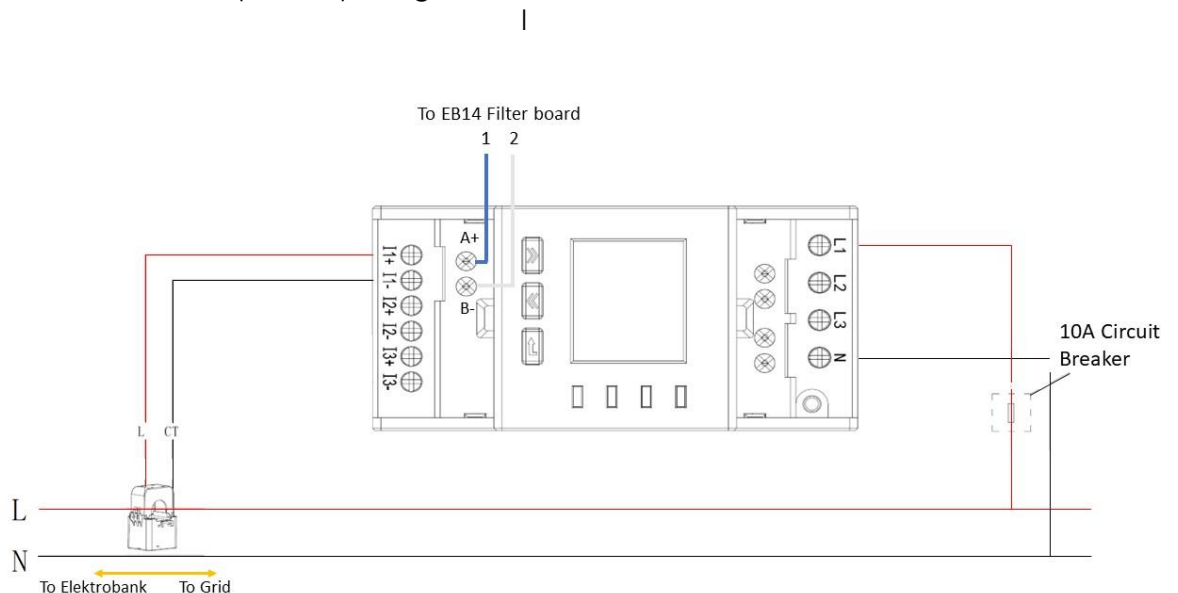 To EB14 Filter board
1 2
A+
B-
I1+
I1-
I2+
I2-
I3+
I3-
L1
L2
L3
N
10A Circuit
Breaker
L CT
L
N
To Elektrobank To Grid